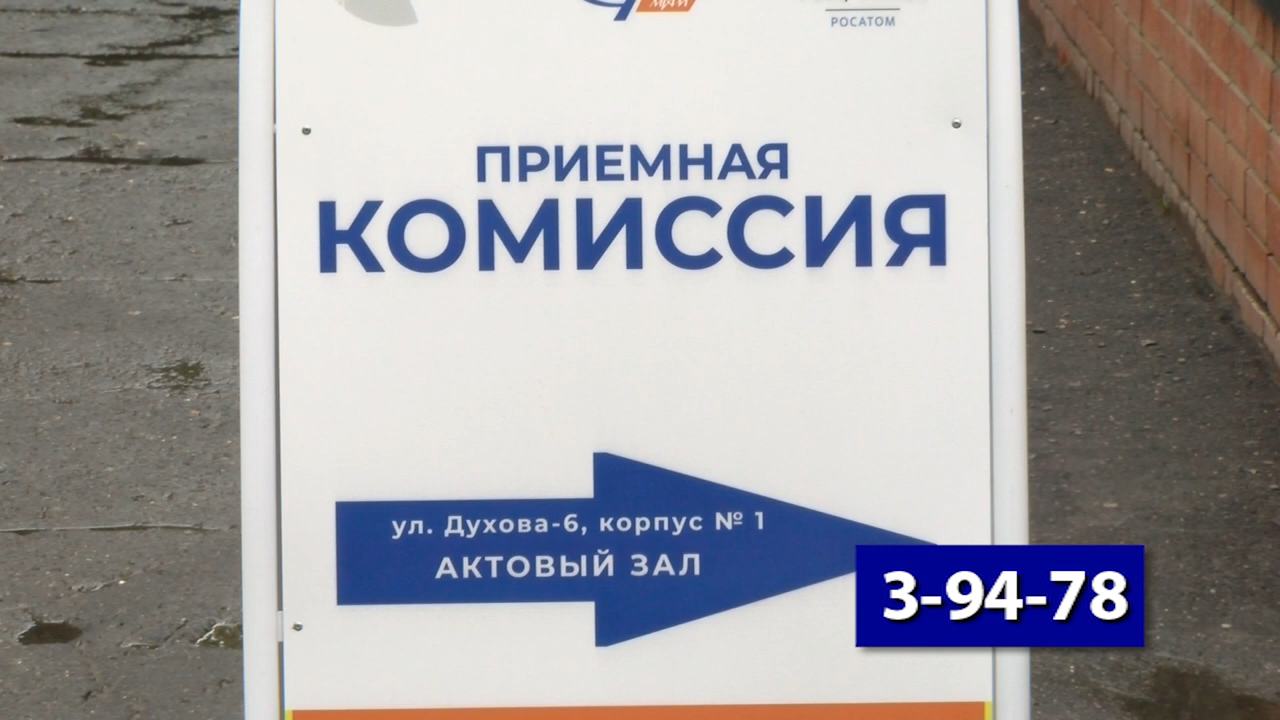 РОСАТОМ
ПРИЕМНАЯ
КОМИССИЯ
ул. Духова-6, корпус № 1
АКТОВЫЙ ЗАЛ
3-94-78